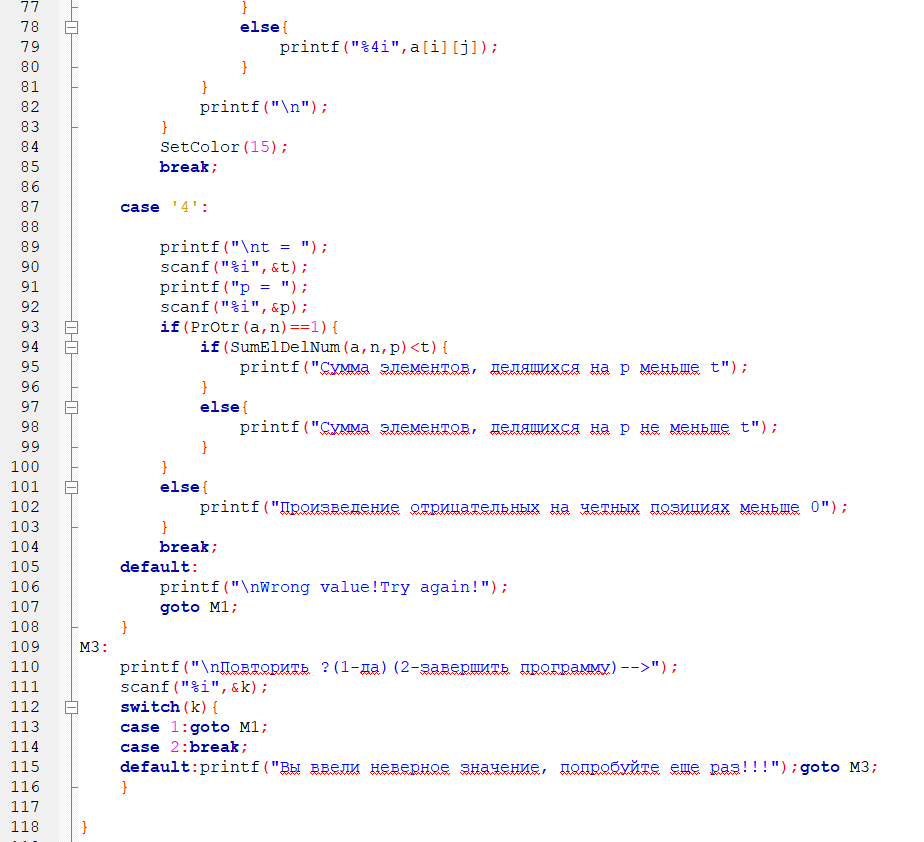 77 }
78 else{
79 printf("%4i",a[i][j]);
80 }
81 }
82 printf("\n");
83 }
84 SetColor(15);
85 break;
86
87 case '4':
88
89 printf("\nt = ");
90 scanf("%i",&t);
91 printf("p = ");
92 scanf("%i",&p);
93 if(PrOtr(a,n)==1){
94 if(SumElDelNum(a,n,p)<t){
95 printf("Сумма элементов, делящихся на p меньше t");
96 }
97 else{
98 printf("Сумма элементов, делящихся на p не меньше t");
99 }
100 }
101 else{
102 printf("Произведение отрицательных на четных позициях меньше 0");
103 }
104 break;
105 default:
106 printf("\nWrong value!Try again!");
107 goto M1;
108 }
109 M3:
110 printf("\nПовторить ?(1-да)(2-завершить программу)-->");
111 scanf("%i",&k);
112 switch(k){
113 case 1:goto M1;
114 case 2:break;
115 default:printf("Вы ввели неверное значение, попробуйте еще раз!!!");goto M3;
116 }
117
118 }